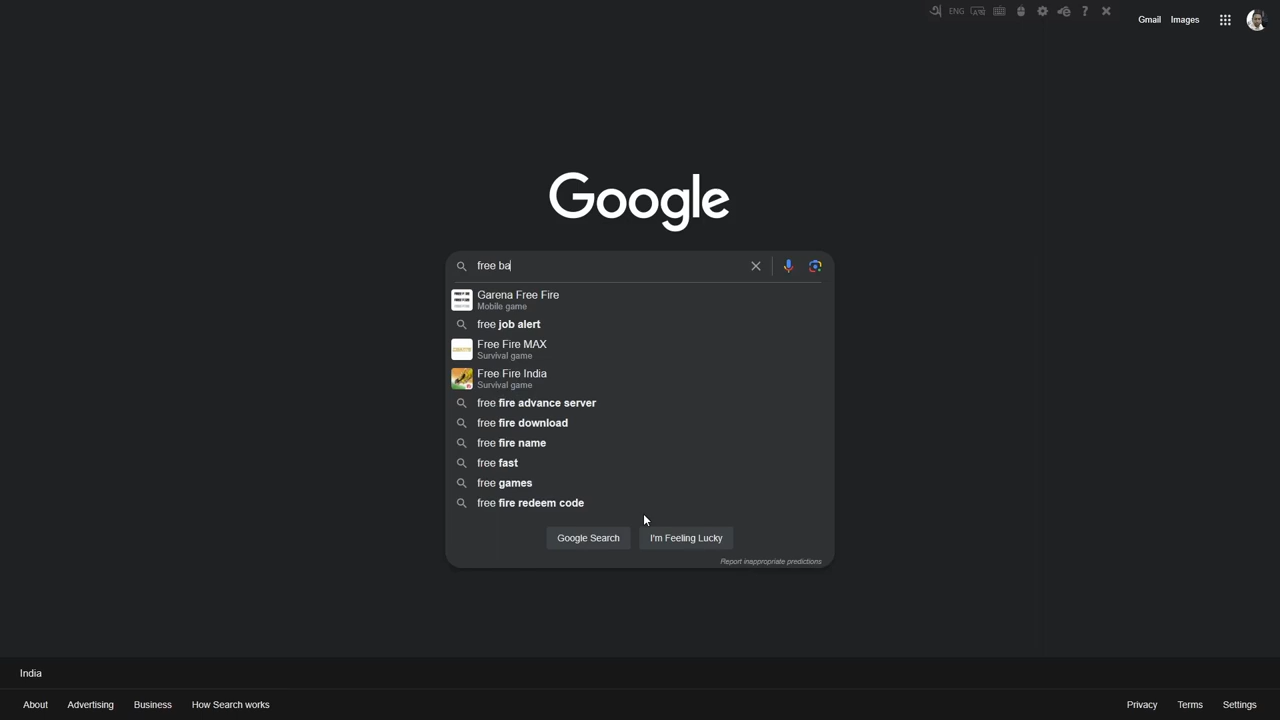 ENG
Gmail Images
Google
free ba
Garena Free Fire
Mobile game
free job alert
Free Fire MAX
Survival game
Free Fire India
Survival game
free fire advance server
free fire download
free fire name
free fast
free games
free fire redeem code
Google Search I'm Feeling Lucky
Report inappropriate predictions
India
About Advertising Business How Search works Privacy Terms Settings